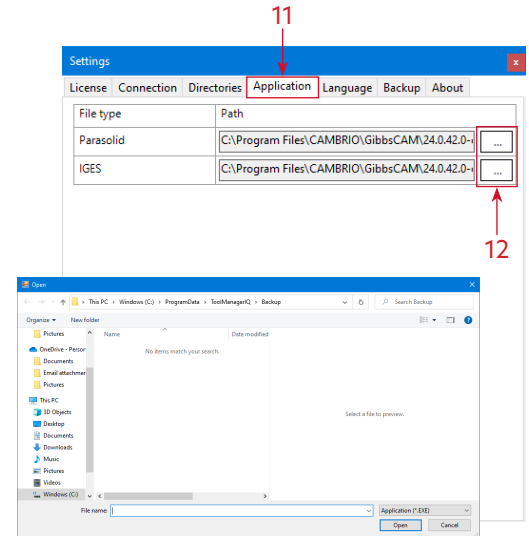 11
Settings
x
License Connection Directories Application Language Backup About
File type Path
Parasolid C:\Program Files\CAMBRIO\GibbsCAM\24.0.42.0- ...
IGES C:\Program Files\CAMBRIO\GibbsCAM\24.0.42.0- ...
12
Open
This PC > Windows (C:) > ProgramData > ToolManagerIQ > Backup Search Backup
Organize New folder
Pictures Name Date modified
OneDrive - Person No items match your search.
Documents
Email attachmen
Pictures
This PC
3D Objects Select a file to preview.
Desktop
Documents
Downloads
Music
Pictures
Videos
Windows (C:)
File name: Application (*.EXE)
Open Cancel